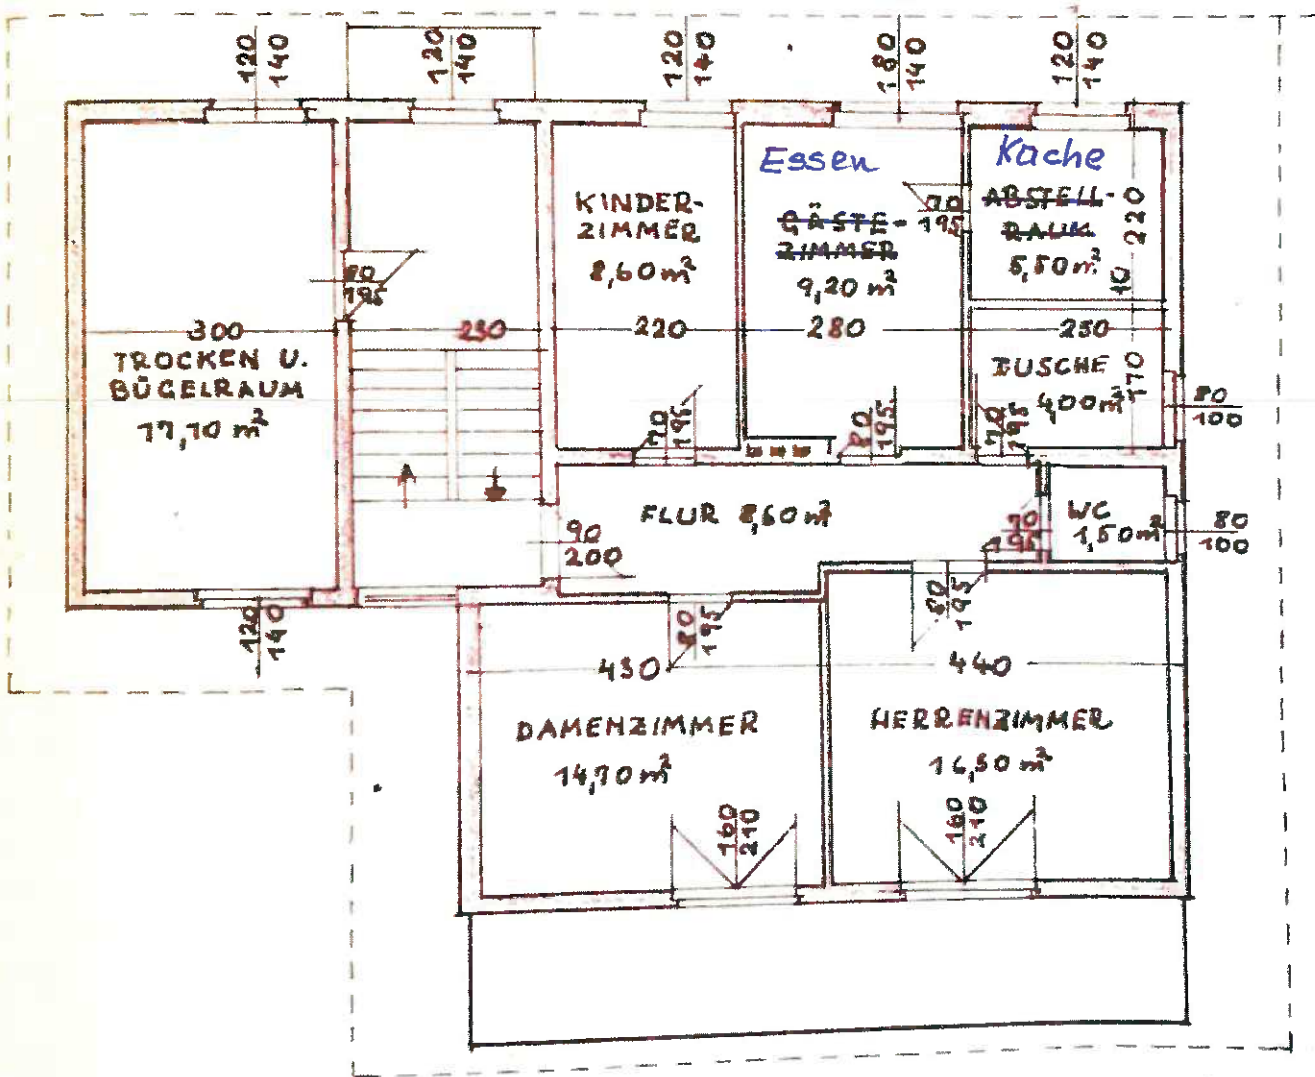 120
140
120
140
120
140
180
140
120
140
Essen
Küche
KINDER-
ZIMMER
8,60 m²
GÄSTE-
ZIMMER
9,20 m²
70
195
ABSTELL-
RAUM
5,50 m²
220
10
80
195
300
230
220
280
230
TROCKEN U.
BÜGELRAUM
17,70 m²
DUSCHE
4,00 m²
170
80
100
70
195
80
195
70
195
FLUR 8,60 m²
90
200
70
195
WC
1,50 m²
80
100
120
140
80
195
80
195
430
440
DAMENZIMMER
14,70 m²
HERRENZIMMER
16,50 m²
160
210
160
210